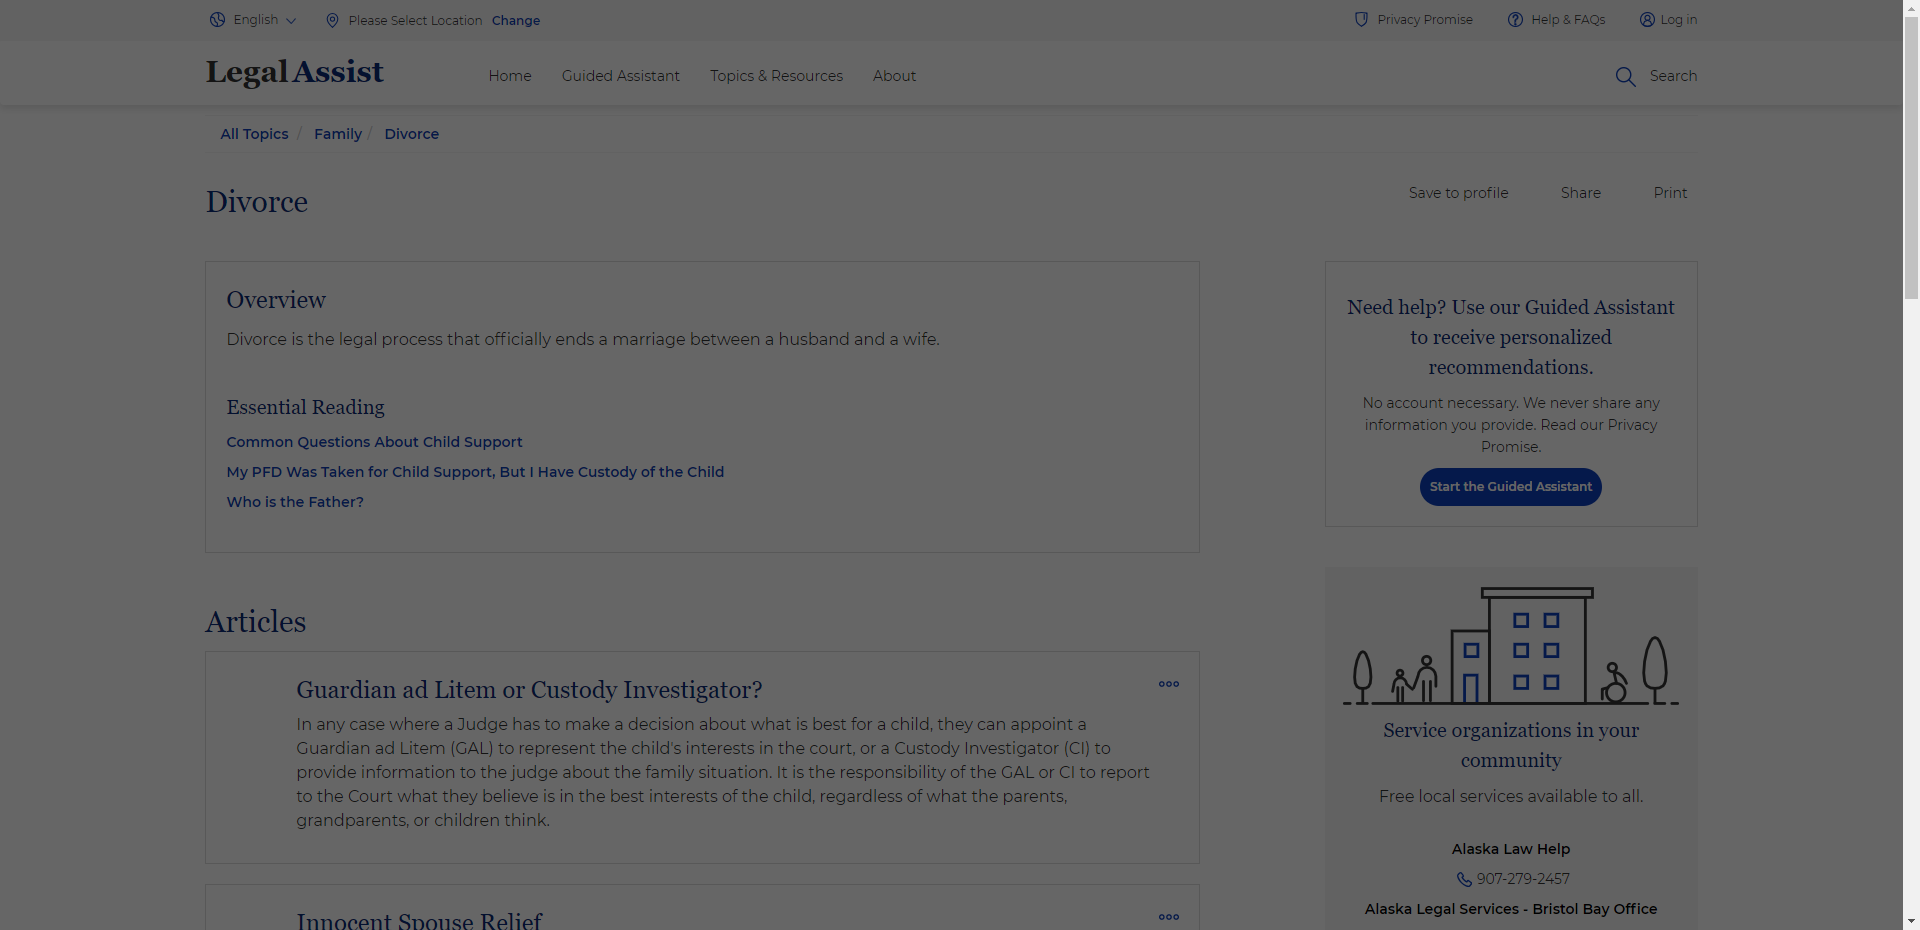 English
Please Select Location Change
Privacy Promise
Help & FAQs
Log in
Legal Assist
Home
Guided Assistant
Topics & Resources
About
Search
All Topics / Family / Divorce
Divorce
Save to profile
Share
Print
Overview
Divorce is the legal process that officially ends a marriage between a husband and a wife.
Essential Reading
Common Questions About Child Support
My PFD Was Taken for Child Support, But I Have Custody of the Child
Who is the Father?
Need help? Use our Guided Assistant
to receive personalized
recommendations.
No account necessary. We never share any
information you provide. Read our Privacy
Promise.
Start the Guided Assistant
Articles
Guardian ad Litem or Custody Investigator?
In any case where a Judge has to make a decision about what is best for a child, they can appoint a
Guardian ad Litem (GAL) to represent the child's interests in the court, or a Custody Investigator (CI) to
provide information to the judge about the family situation. It is the responsibility of the GAL or CI to report
to the Court what they believe is in the best interests of the child, regardless of what the parents,
grandparents, or children think.
Innocent Spouse Relief
Service organizations in your
community
Free local services available to all.
Alaska Law Help
907-279-2457
Alaska Legal Services - Bristol Bay Office